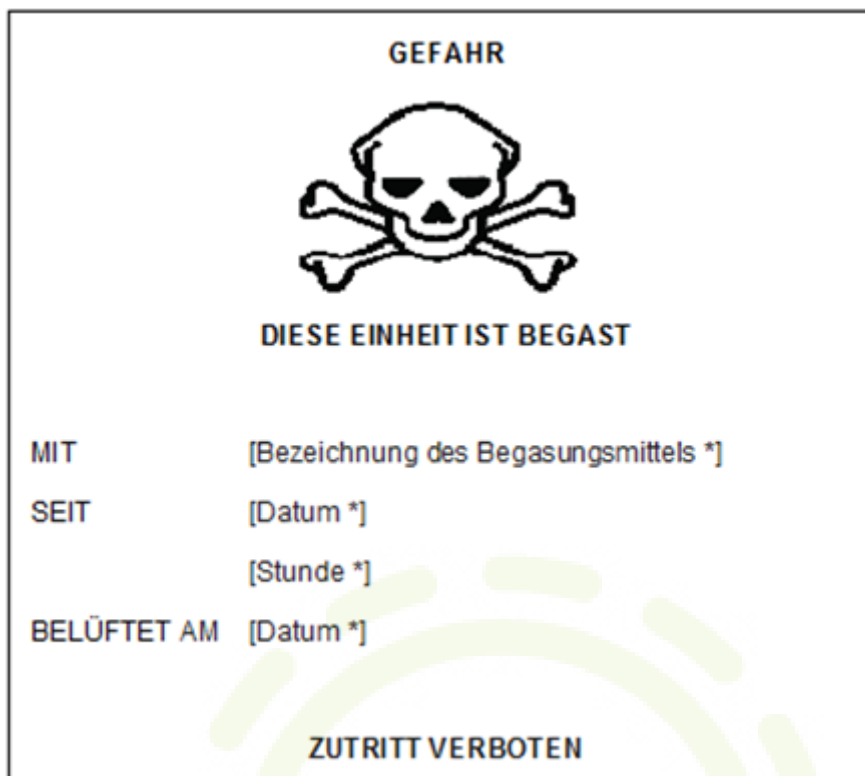 GEFAHR
DIESE EINHEIT IST BEGAST
MIT [Bezeichnung des Begasungsmittels *]
SEIT [Datum *]
[Stunde *]
BELÜFTET AM [Datum *]
ZUTRITT VERBOTEN